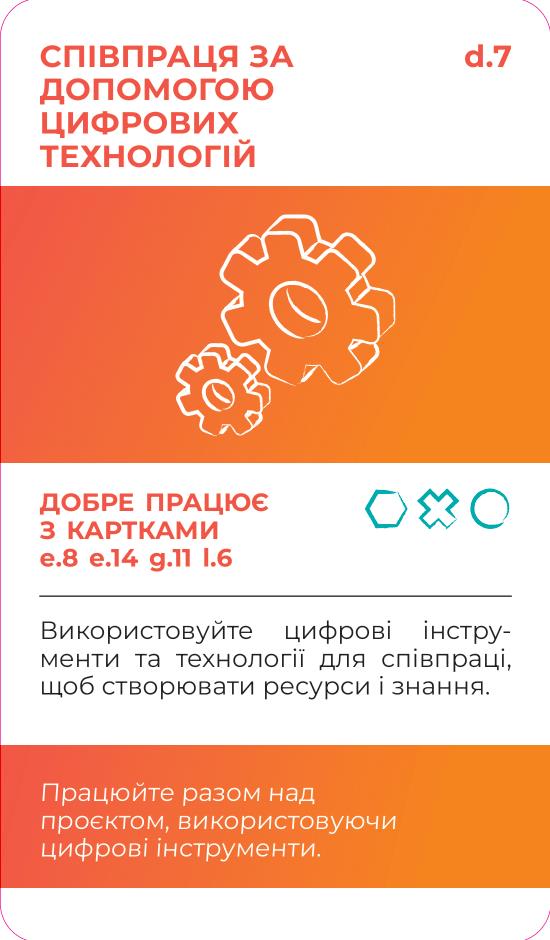 СПІВПРАЦЯ ЗА d.7
ДОПОМОГОЮ
ЦИФРОВИХ
ТЕХНОЛОГІЙ
ДОБРЕ ПРАЦЮЄ
З КАРТКАМИ
e.8 e.14 g.11 l.6
Використовуйте цифрові інстру-
менти та технології для співпраці,
щоб створювати ресурси і знання.
Працюйте разом над
проєктом, використовуючи
цифрові інструменти.